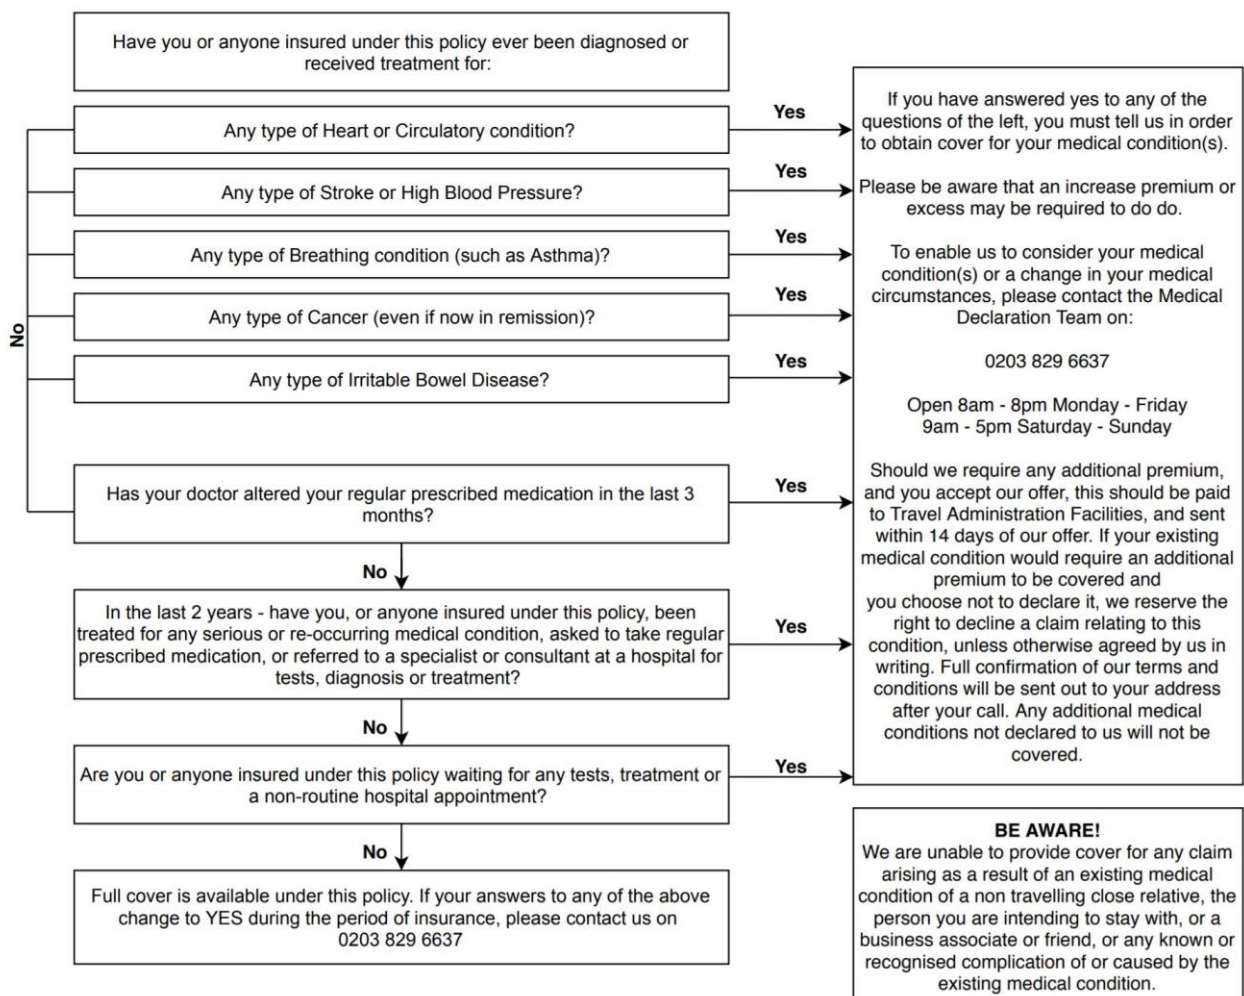 Have you or anyone insured under this policy ever been diagnosed or
received treatment for:
Any type of Heart or Circulatory condition?
Yes
Any type of Stroke or High Blood Pressure?
Yes
Any type of Breathing condition (such as Asthma)?
Yes
Any type of Cancer (even if now in remission)?
Yes
Any type of Irritable Bowel Disease?
Yes
No
Has your doctor altered your regular prescribed medication in the last 3
months?
Yes
No
In the last 2 years - have you, or anyone insured under this policy, been
treated for any serious or re-occurring medical condition, asked to take regular
prescribed medication, or referred to a specialist or consultant at a hospital for
tests, diagnosis or treatment?
Yes
No
Are you or anyone insured under this policy waiting for any tests, treatment or
a non-routine hospital appointment?
Yes
No
Full cover is available under this policy. If your answers to any of the above
change to YES during the period of insurance, please contact us on
0203 829 6637
If you have answered yes to any of the
questions of the left, you must tell us in order
to obtain cover for your medical condition(s).
Please be aware that an increase premium or
excess may be required to do do.
To enable us to consider your medical
condition(s) or a change in your medical
circumstances, please contact the Medical
Declaration Team on:
0203 829 6637
Open 8am - 8pm Monday - Friday
9am - 5pm Saturday - Sunday
Should we require any additional premium,
and you accept our offer, this should be paid
to Travel Administration Facilities, and sent
within 14 days of our offer. If your existing
medical condition would require an additional
premium to be covered and
you choose not to declare it, we reserve the
right to decline a claim relating to this
condition, unless otherwise agreed by us in
writing. Full confirmation of our terms and
conditions will be sent out to your address
after your call. Any additional medical
conditions not declared to us will not be
covered.
BE AWARE!
We are unable to provide cover for any claim
arising as a result of an existing medical
condition of a non travelling close relative, the
person you are intending to stay with, or a
business associate or friend, or any known or
recognised complication of or caused by the
existing medical condition.